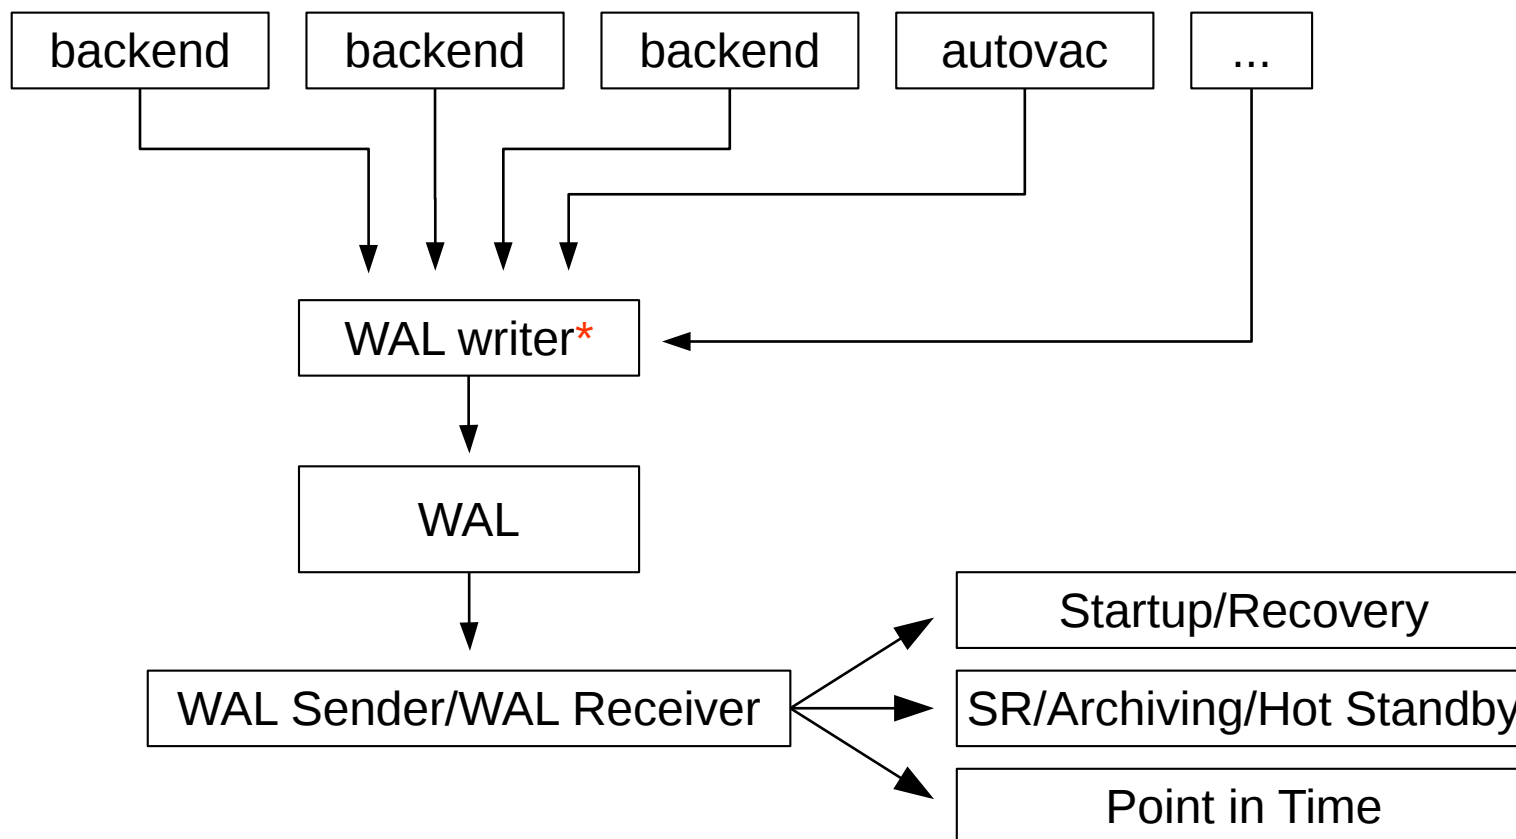 backend
backend
backend
autovac
...
WAL writer*
WAL
WAL Sender/WAL Receiver
Startup/Recovery
SR/Archiving/Hot Standby
Point in Time